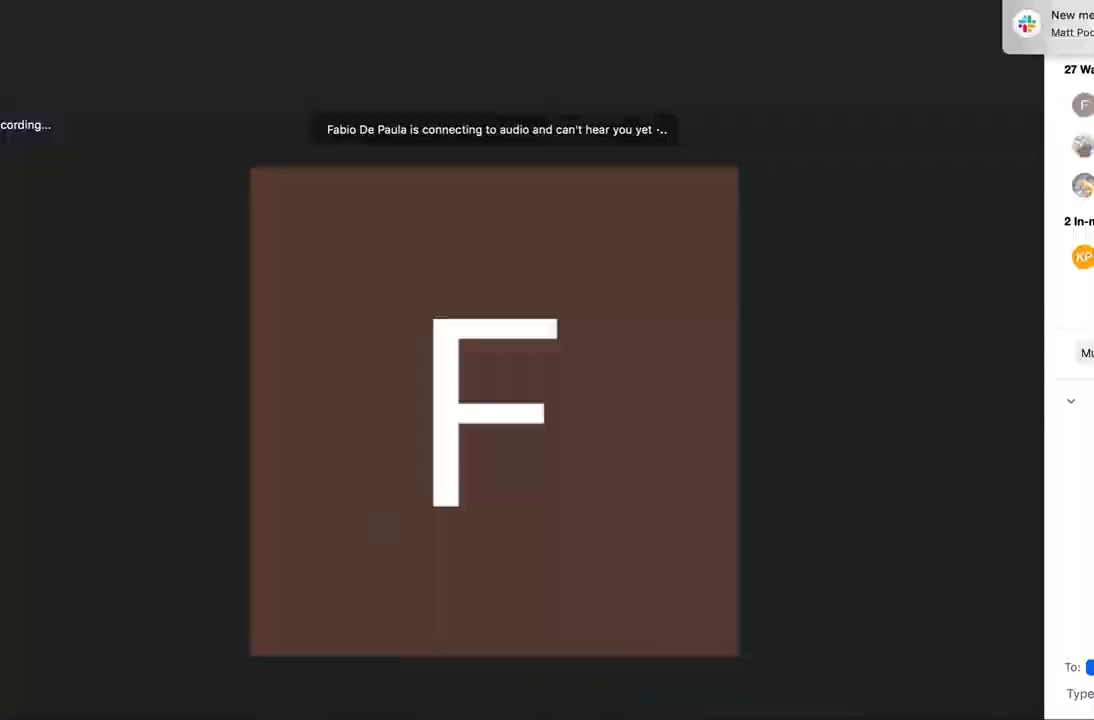 New me
Matt Poo
27 Wa
cording...
Fabio De Paula is connecting to audio and can't hear you yet ·..
F
F
2 In-m
KP
Mu
To:
Type